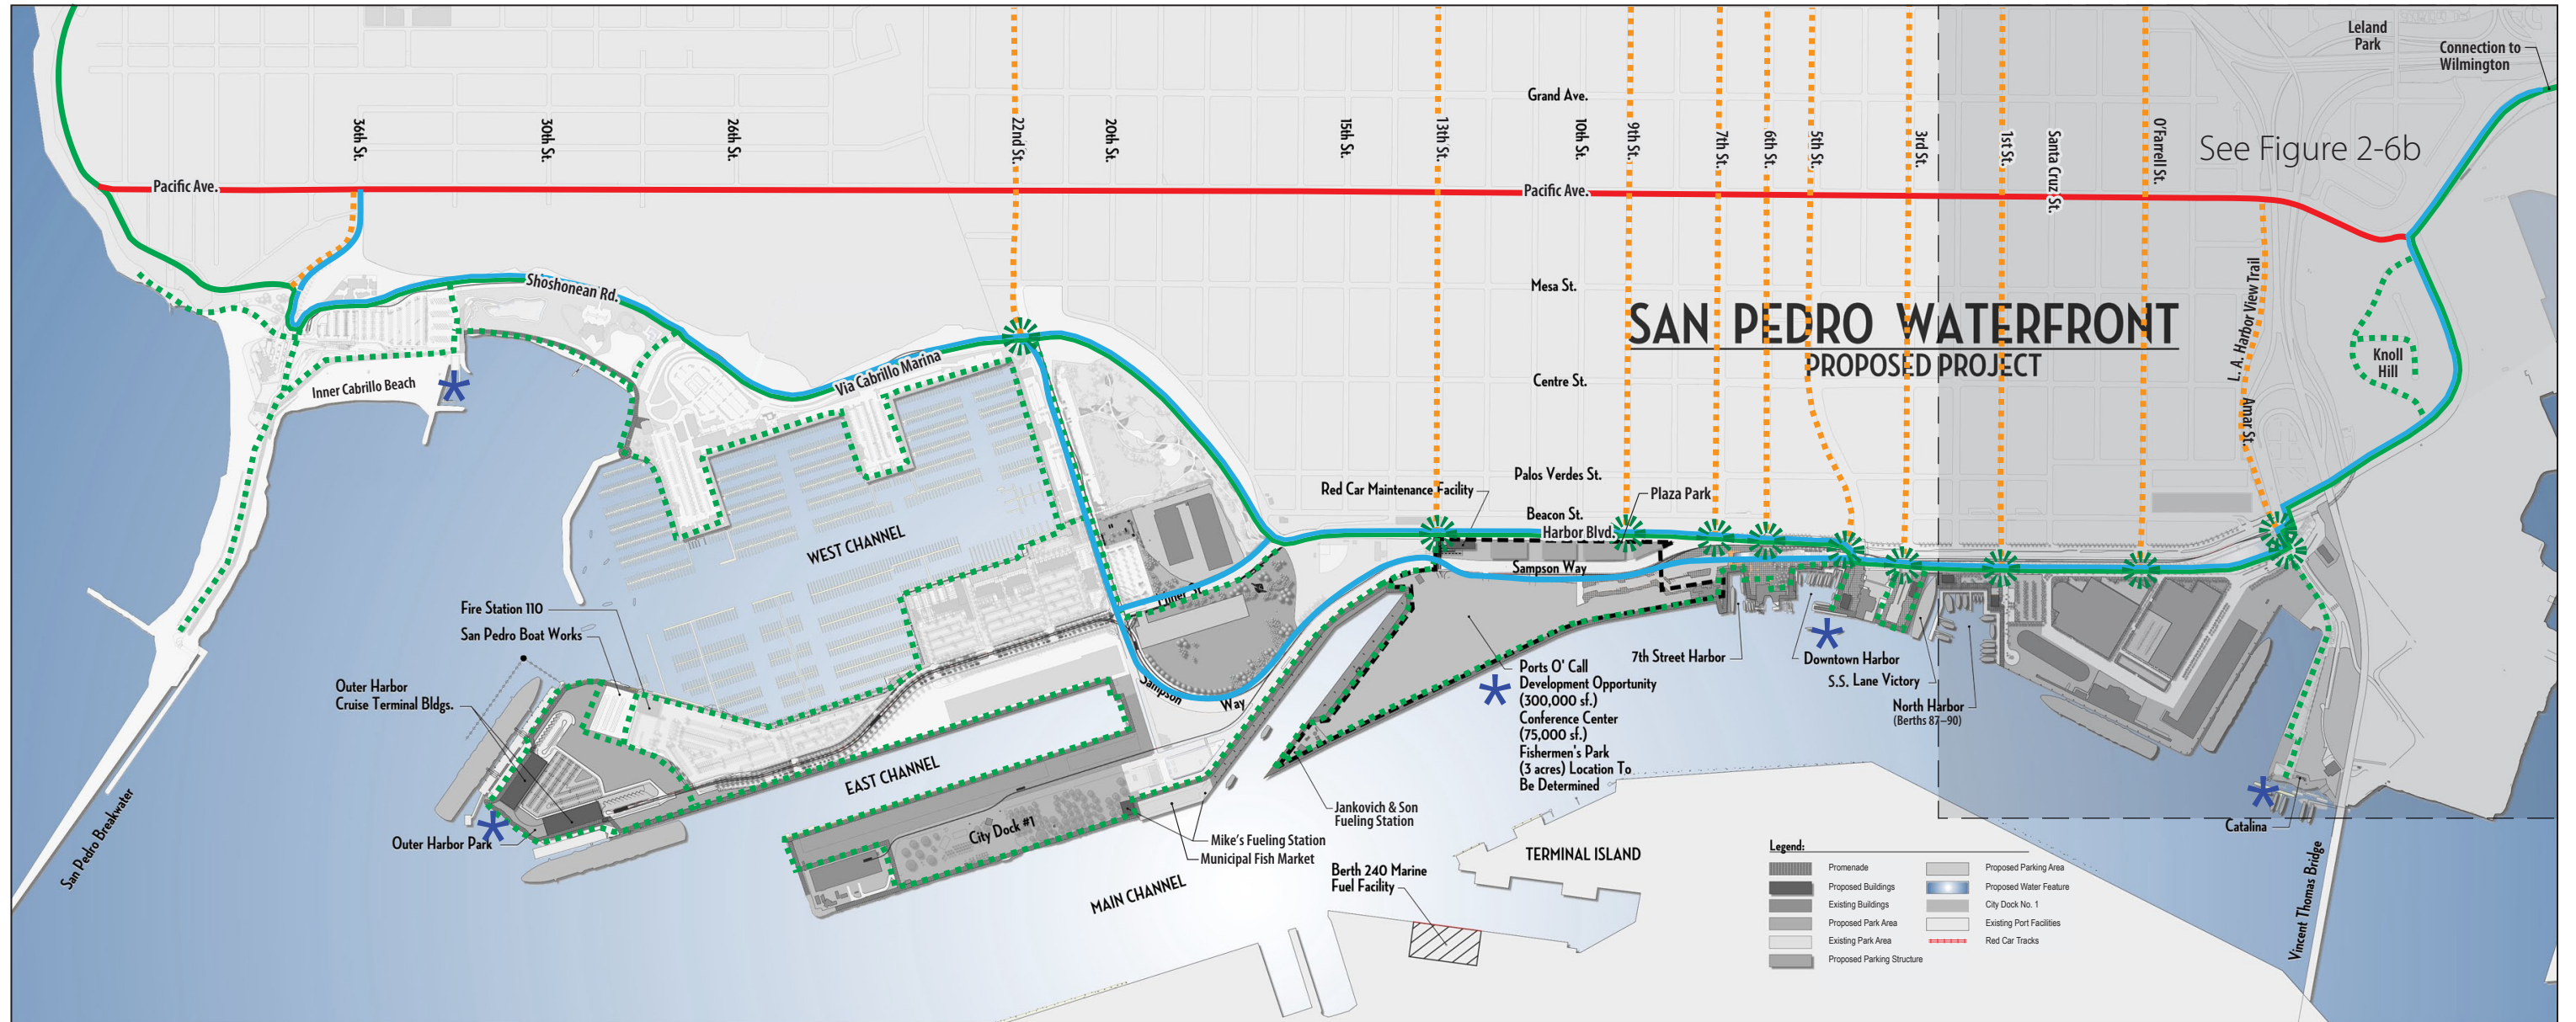 Leland
Park
Connection to
Wilmington
Grand Ave.
36th St.
30th St.
26th St.
22nd St.
20th St.
15th St.
13th St.
10th St.
9th St.
7th St.
6th St.
5th St.
3rd St.
1st St.
Santa Cruz St.
O'Farrell St.
See Figure 2-6b
Pacific Ave.
Pacific Ave.
Mesa St.
Shoshonean Rd.
SAN PEDRO WATERFRONT
PROPOSED PROJECT
L. A. Harbor View Trail
Amar St.
Knoll
Hill
Via Cabrillo Marina
Centre St.
Inner Cabrillo Beach
Palos Verdes St.
Red Car Maintenance Facility
Plaza Park
Beacon St.
Harbor Blvd.
WEST CHANNEL
Sampson Way
Miner St.
Fire Station 110
San Pedro Boat Works
Outer Harbor
Cruise Terminal Bldgs.
Sampson
Way
Ports O' Call
Development Opportunity
(300,000 sf.)
Conference Center
(75,000 sf.)
Fishermen's Park
(3 acres) Location To
Be Determined
7th Street Harbor
Downtown Harbor
S.S. Lane Victory
North Harbor
(Berths 87–90)
EAST CHANNEL
San Pedro Breakwater
Outer Harbor Park
City Dock #1
Jankovich & Son
Fueling Station
Mike's Fueling Station
Municipal Fish Market
MAIN CHANNEL
TERMINAL ISLAND
Berth 240 Marine
Fuel Facility
Catalina
Vincent Thomas Bridge
Legend:
Promenade
Proposed Buildings
Existing Buildings
Proposed Park Area
Existing Park Area
Proposed Parking Structure
Proposed Parking Area
Proposed Water Feature
City Dock No. 1
Existing Port Facilities
Red Car Tracks